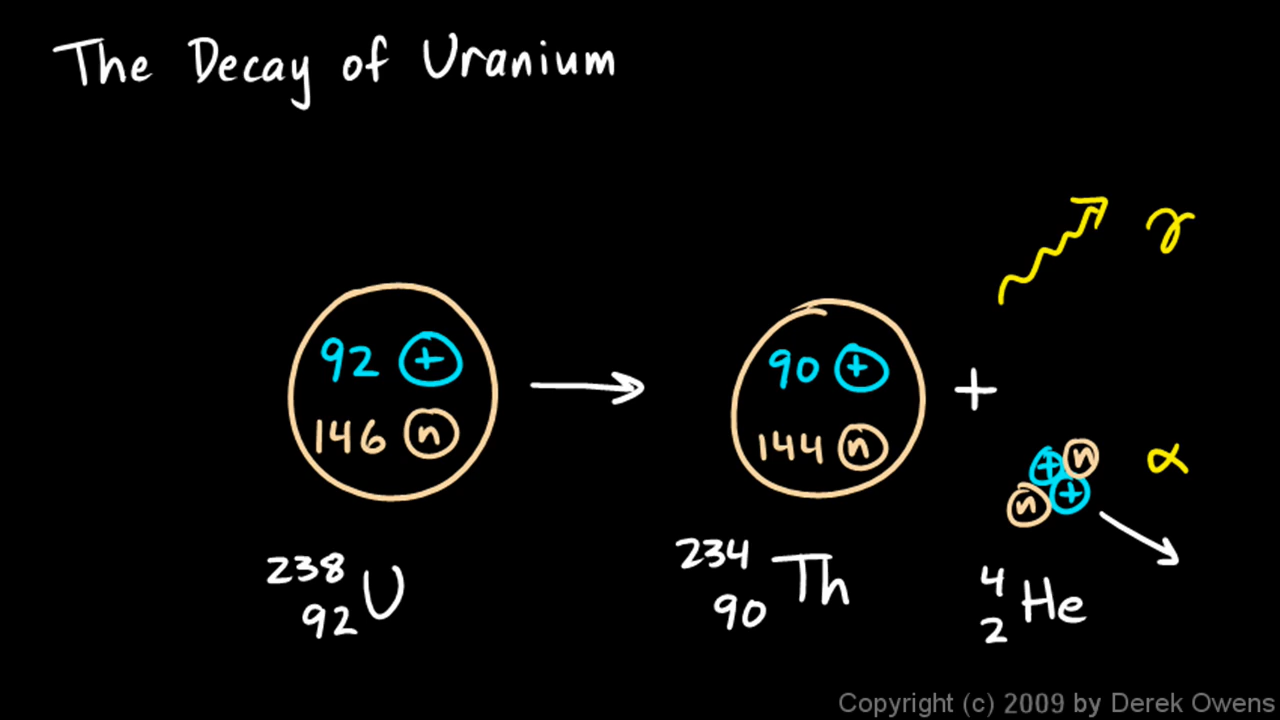 The Decay of Uranium
γ
92 + → 90 + +
146 n 144 n
n α
+
+
n
238 92 U 234 90 Th 4 2 He
Copyright (c) 2009 by Derek Owens